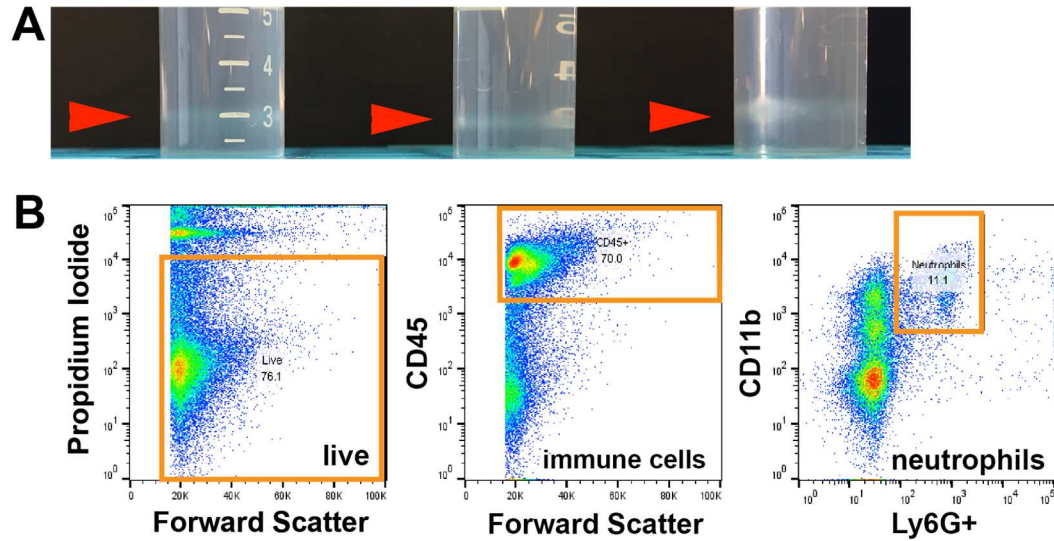 A
5
4
3
B
Propidium Iodide
10^5
10^4
10^3
10^2
10^1
10^0
Live
76.1
live
20K
40K
60K
80K
100K
Forward Scatter
CD45
10^5
10^4
10^3
10^2
10^1
10^0
CD45+
70.0
immune cells
20K
40K
60K
80K
100K
Forward Scatter
CD11b
10^5
10^4
10^3
10^2
10^1
10^0
Neutrophils
11.1
neutrophils
10^0
10^1
10^2
10^3
10^4
10^5
Ly6G+